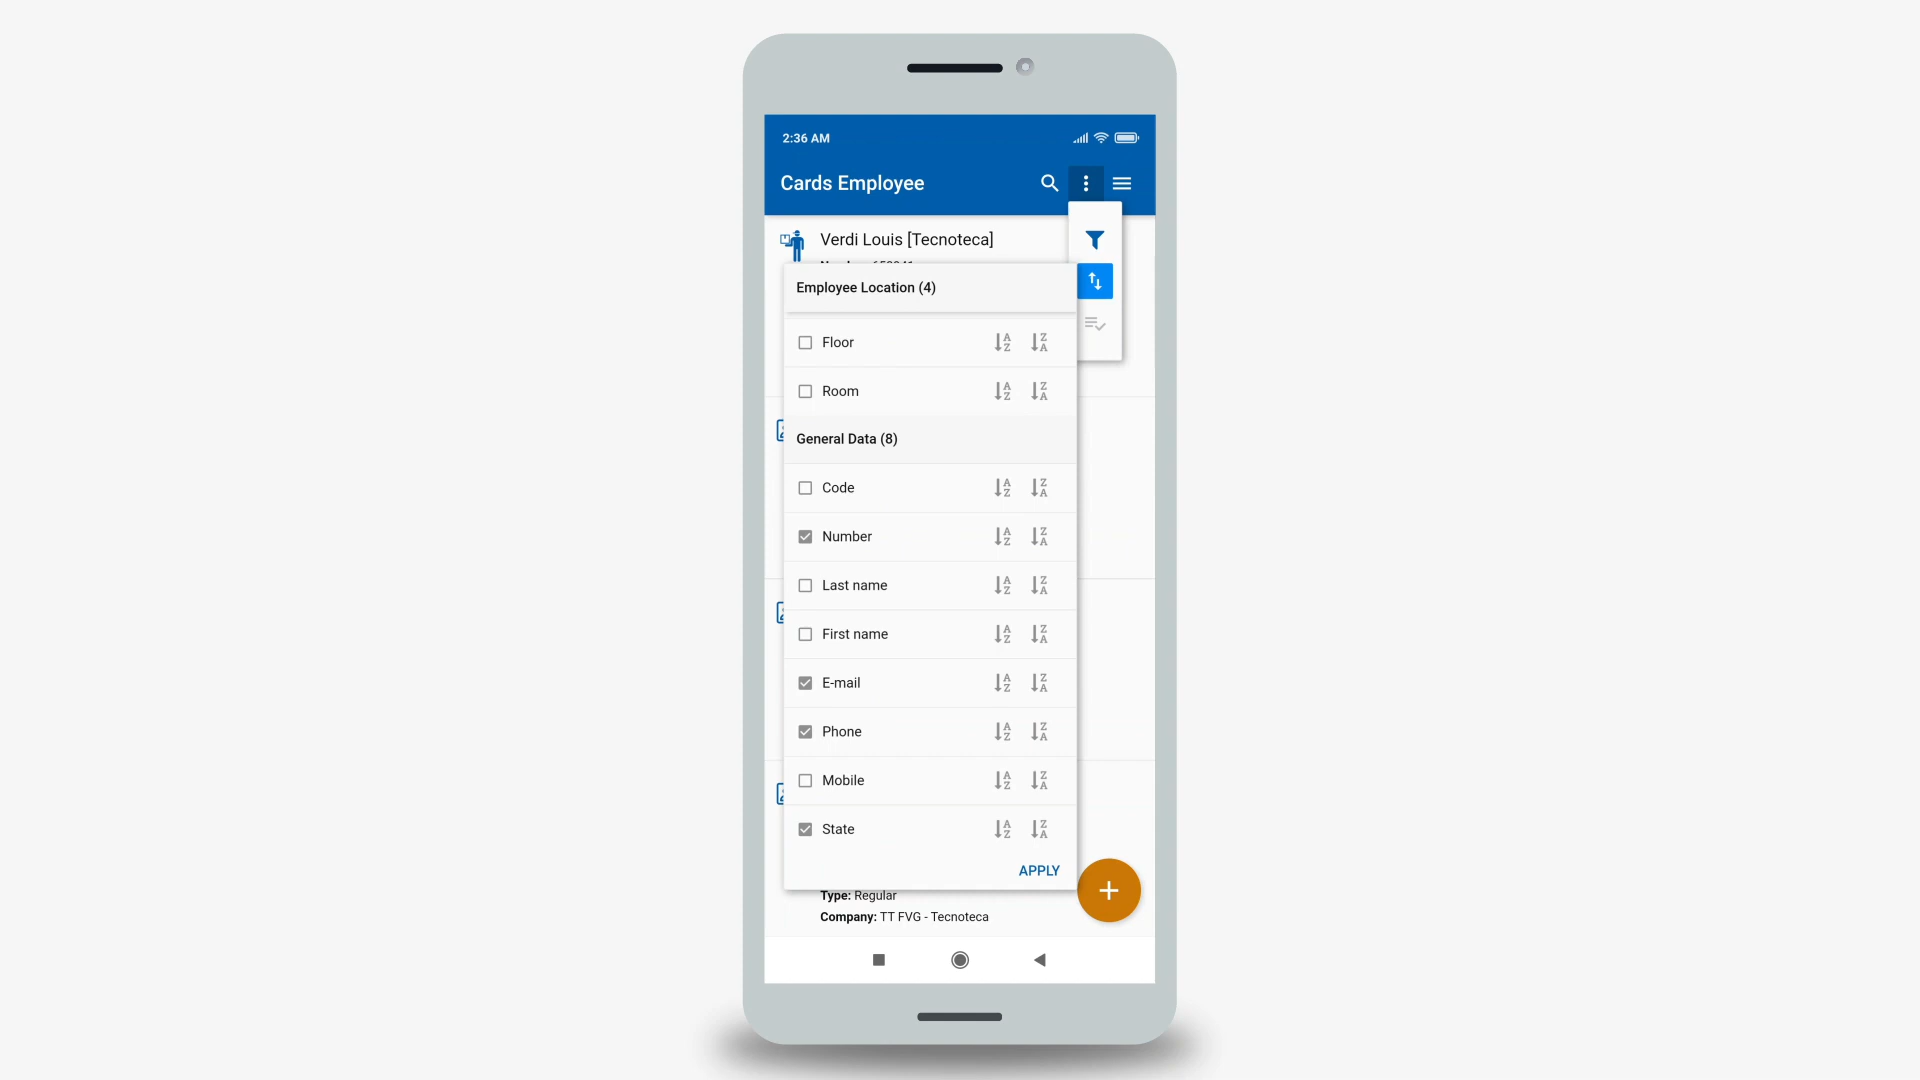 2:36 AM
Cards Employee
Verdi Louis [Tecnoteca]
Employee Location (4)
Floor
Room
General Data (8)
Code
Number
Last name
First name
E-mail
Phone
Mobile
State
APPLY
Type: Regular
Company: TT FVG - Tecnoteca